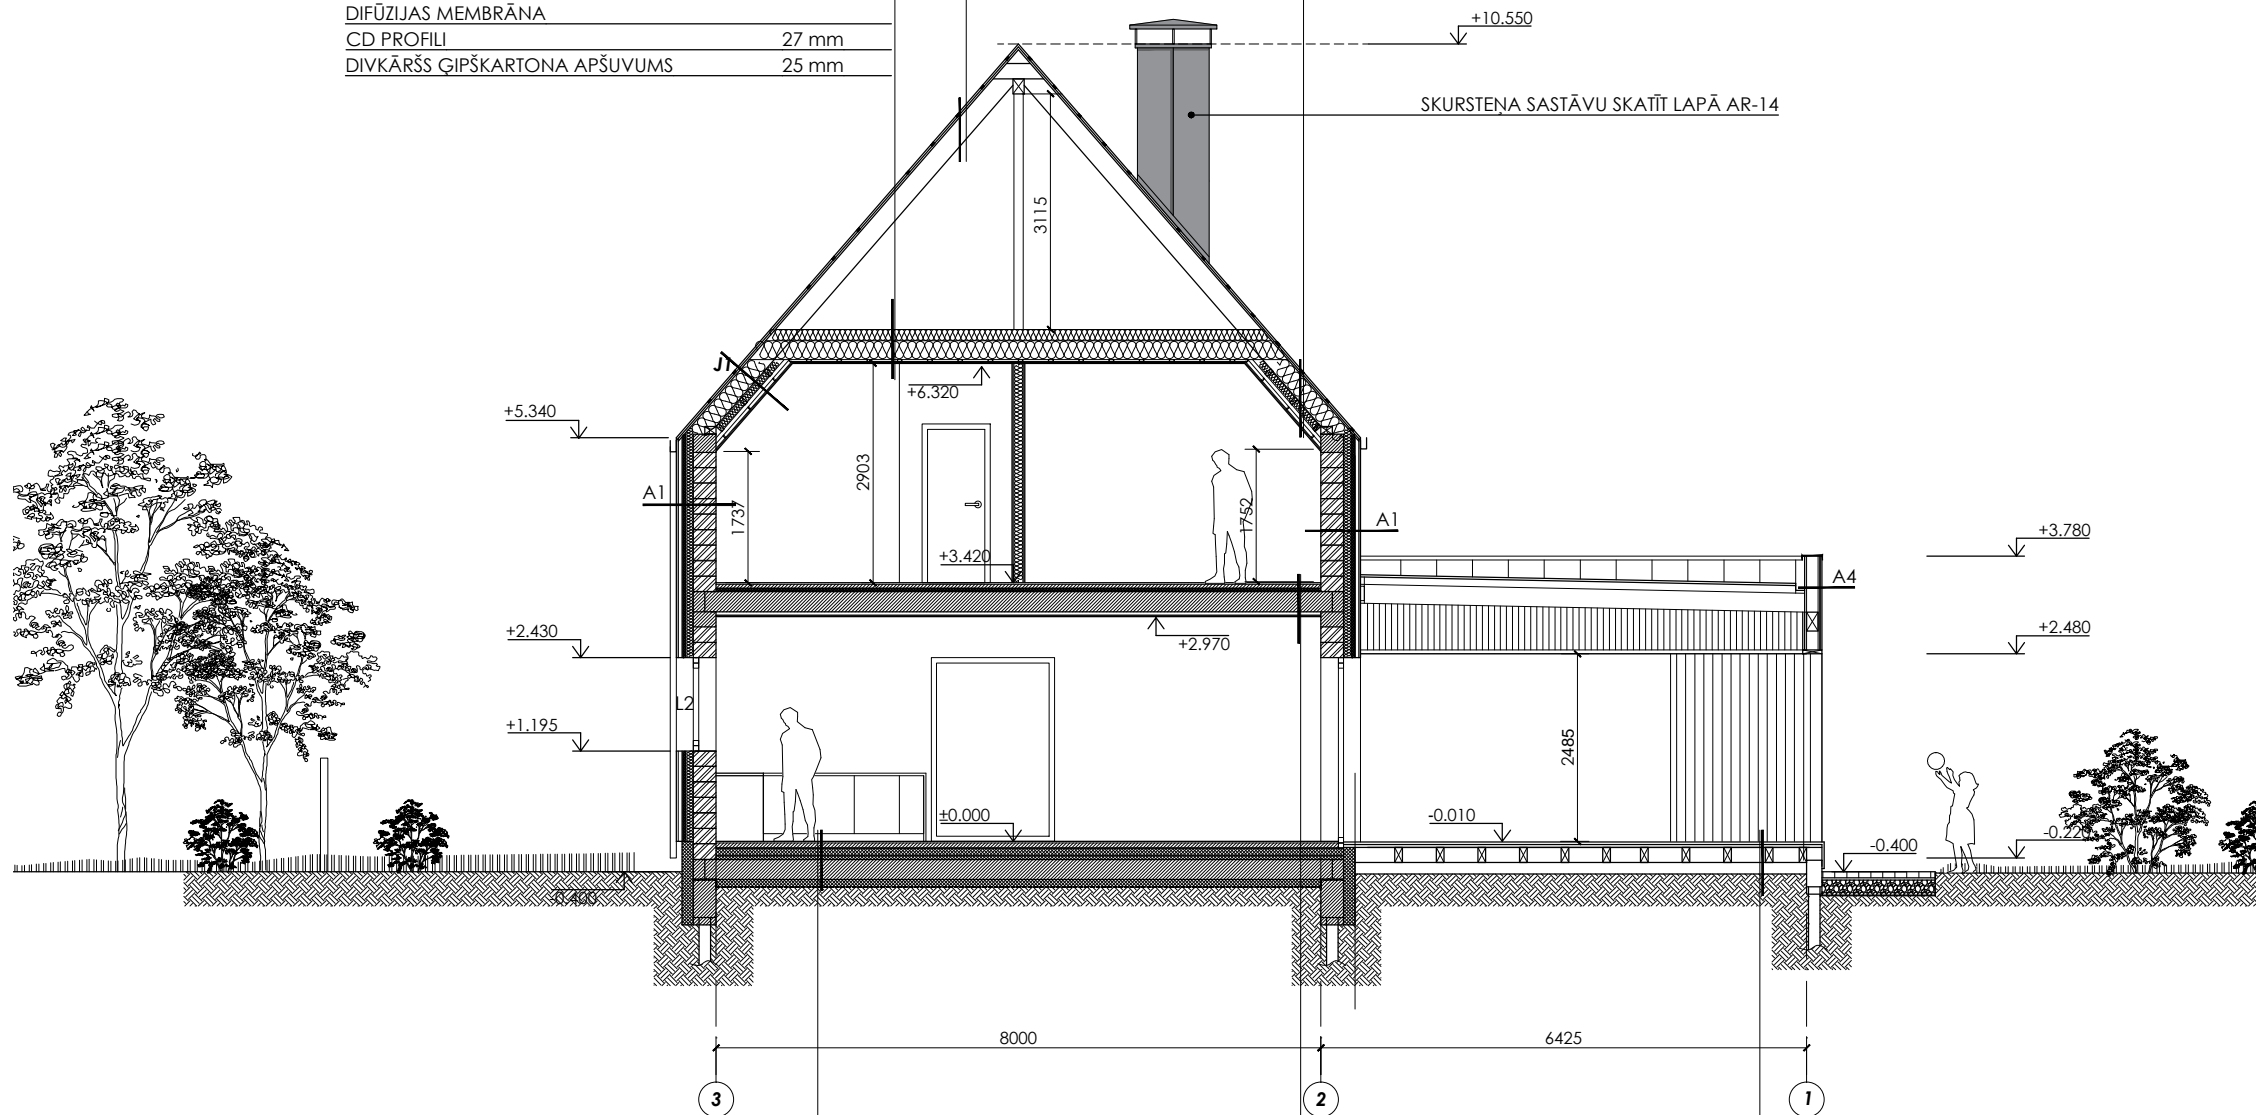 DIFŪZIJAS MEMBRĀNA
CD PROFILI 27 mm
DIVKĀRŠS ĢIPŠKARTONA APŠUVUMS 25 mm
+10.550
SKURSTEŅA SASTĀVU SKATĪT LAPĀ AR-14
3115
J1
+6.320
+5.340
2903
A1
1737
1752
A1
+3.420
+3.780
A4
+2.430
+2.970
+2.480
L2
+1.195
2485
±0.000
-0.010
-0.220
-0.400
-0.400
8000
6425
3
2
1